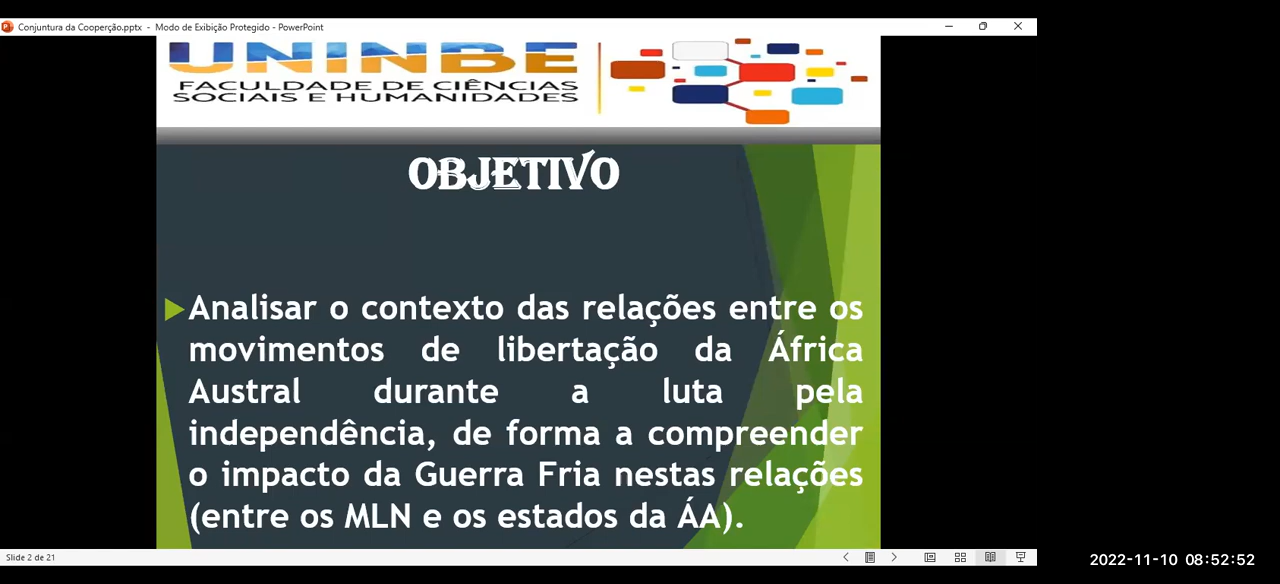 Conjuntura da Cooperção.pptx - Modo de Exibição Protegido - PowerPoint
UNINBE
FACULDADE DE CIÊNCIAS
SOCIAIS E HUMANIDADES
OBJETIVO
Analisar o contexto das relações entre os
movimentos de libertação da África
Austral durante a luta pela
independência, de forma a compreender
o impacto da Guerra Fria nestas relações
(entre os MLN e os estados da ÁA).
Slide 2 de 21
2022-11-10 08:52:52